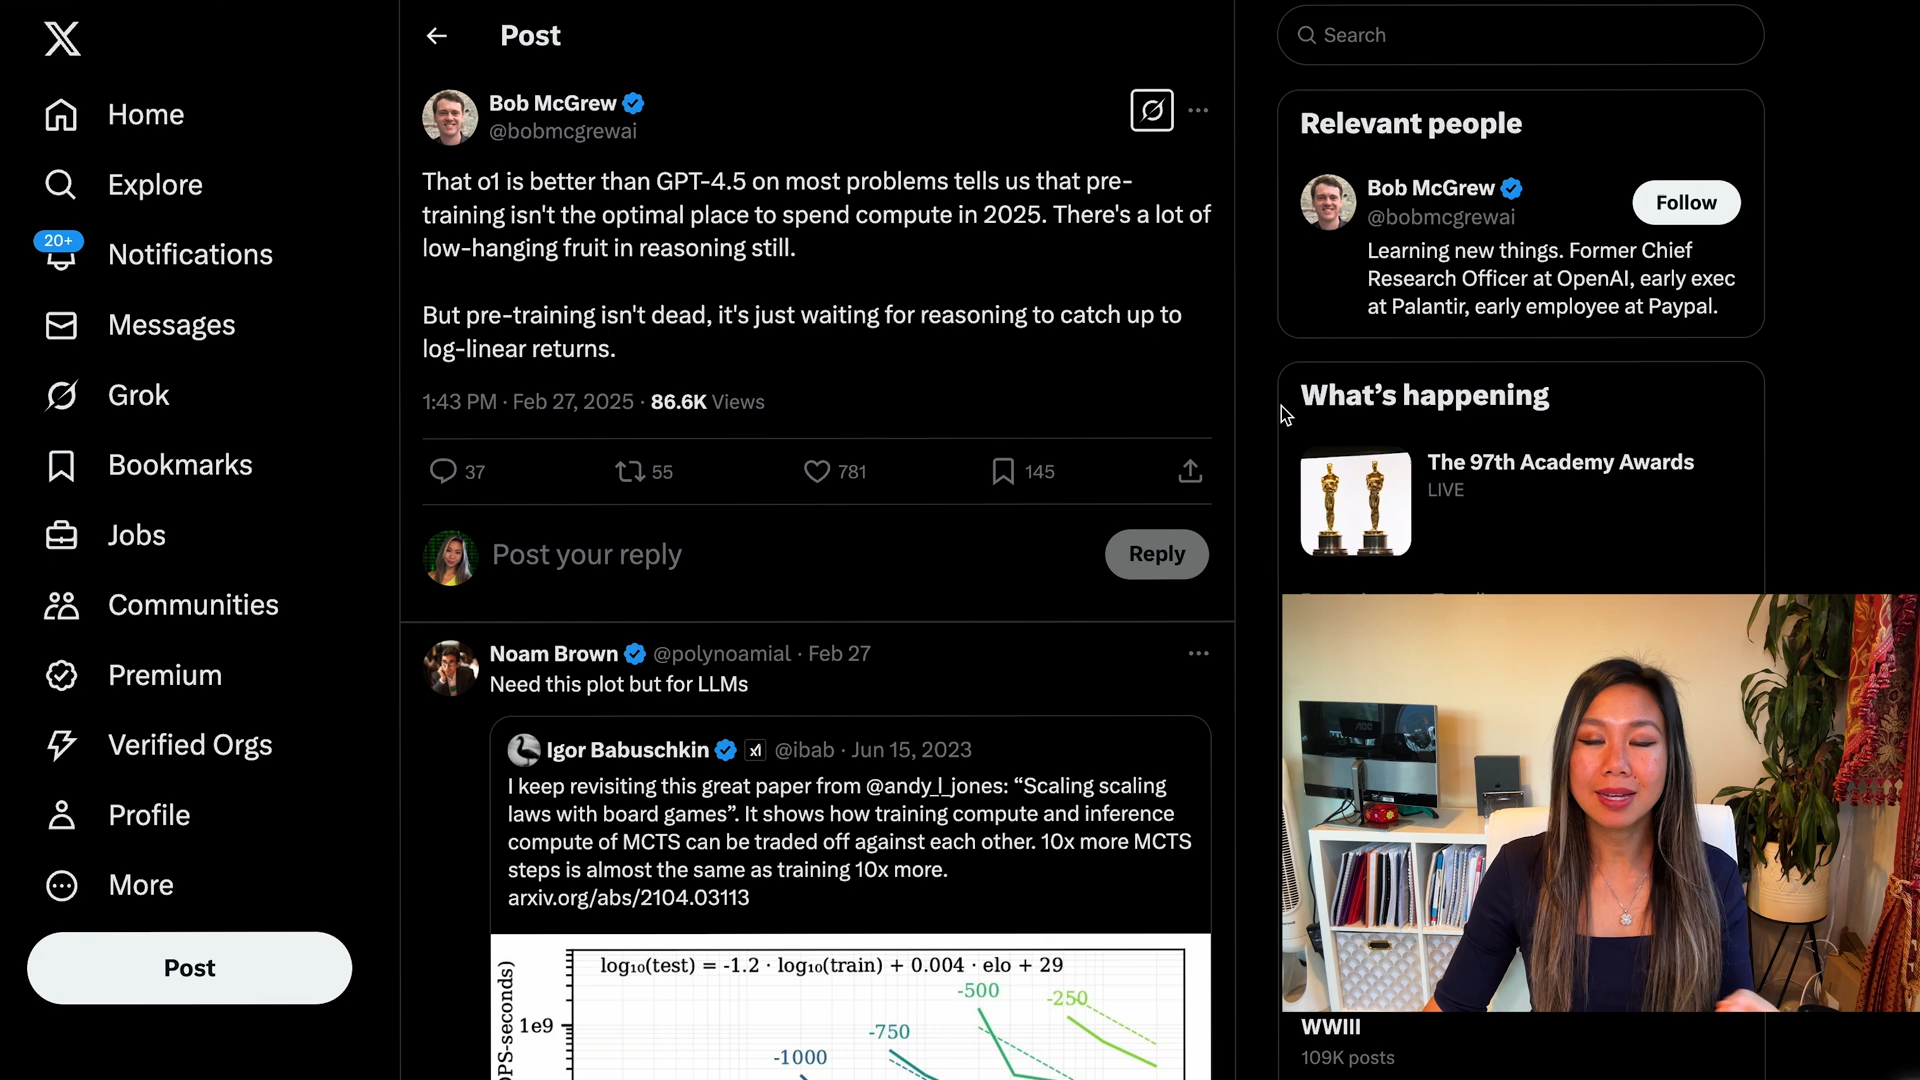 Home
Explore
20+
Notifications
Messages
Grok
Bookmarks
Jobs
Communities
Premium
Verified Orgs
Profile
More
Post
Post
Bob McGrew
@bobmcgrewai
That o1 is better than GPT-4.5 on most problems tells us that pre-
training isn't the optimal place to spend compute in 2025. There's a lot of
low-hanging fruit in reasoning still.
But pre-training isn't dead, it's just waiting for reasoning to catch up to
log-linear returns.
1:43 PM · Feb 27, 2025 · 86.6K Views
37
55
781
145
Post your reply
Reply
Noam Brown @polynoamial · Feb 27
Need this plot but for LLMs
Igor Babuschkin xI @ibab · Jun 15, 2023
I keep revisiting this great paper from @andy_l_jones: “Scaling scaling
laws with board games”. It shows how training compute and inference
compute of MCTS can be traded off against each other. 10x more MCTS
steps is almost the same as training 10x more.
arxiv.org/abs/2104.03113
log₁₀(test) = -1.2 · log₁₀(train) + 0.004 · elo + 29
-500
-250
1e9
-750
-1000
Search
Relevant people
Bob McGrew
@bobmcgrewai
Follow
Learning new things. Former Chief
Research Officer at OpenAI, early exec
at Palantir, early employee at Paypal.
What’s happening
The 97th Academy Awards
LIVE
AOC
WWIII
109K posts